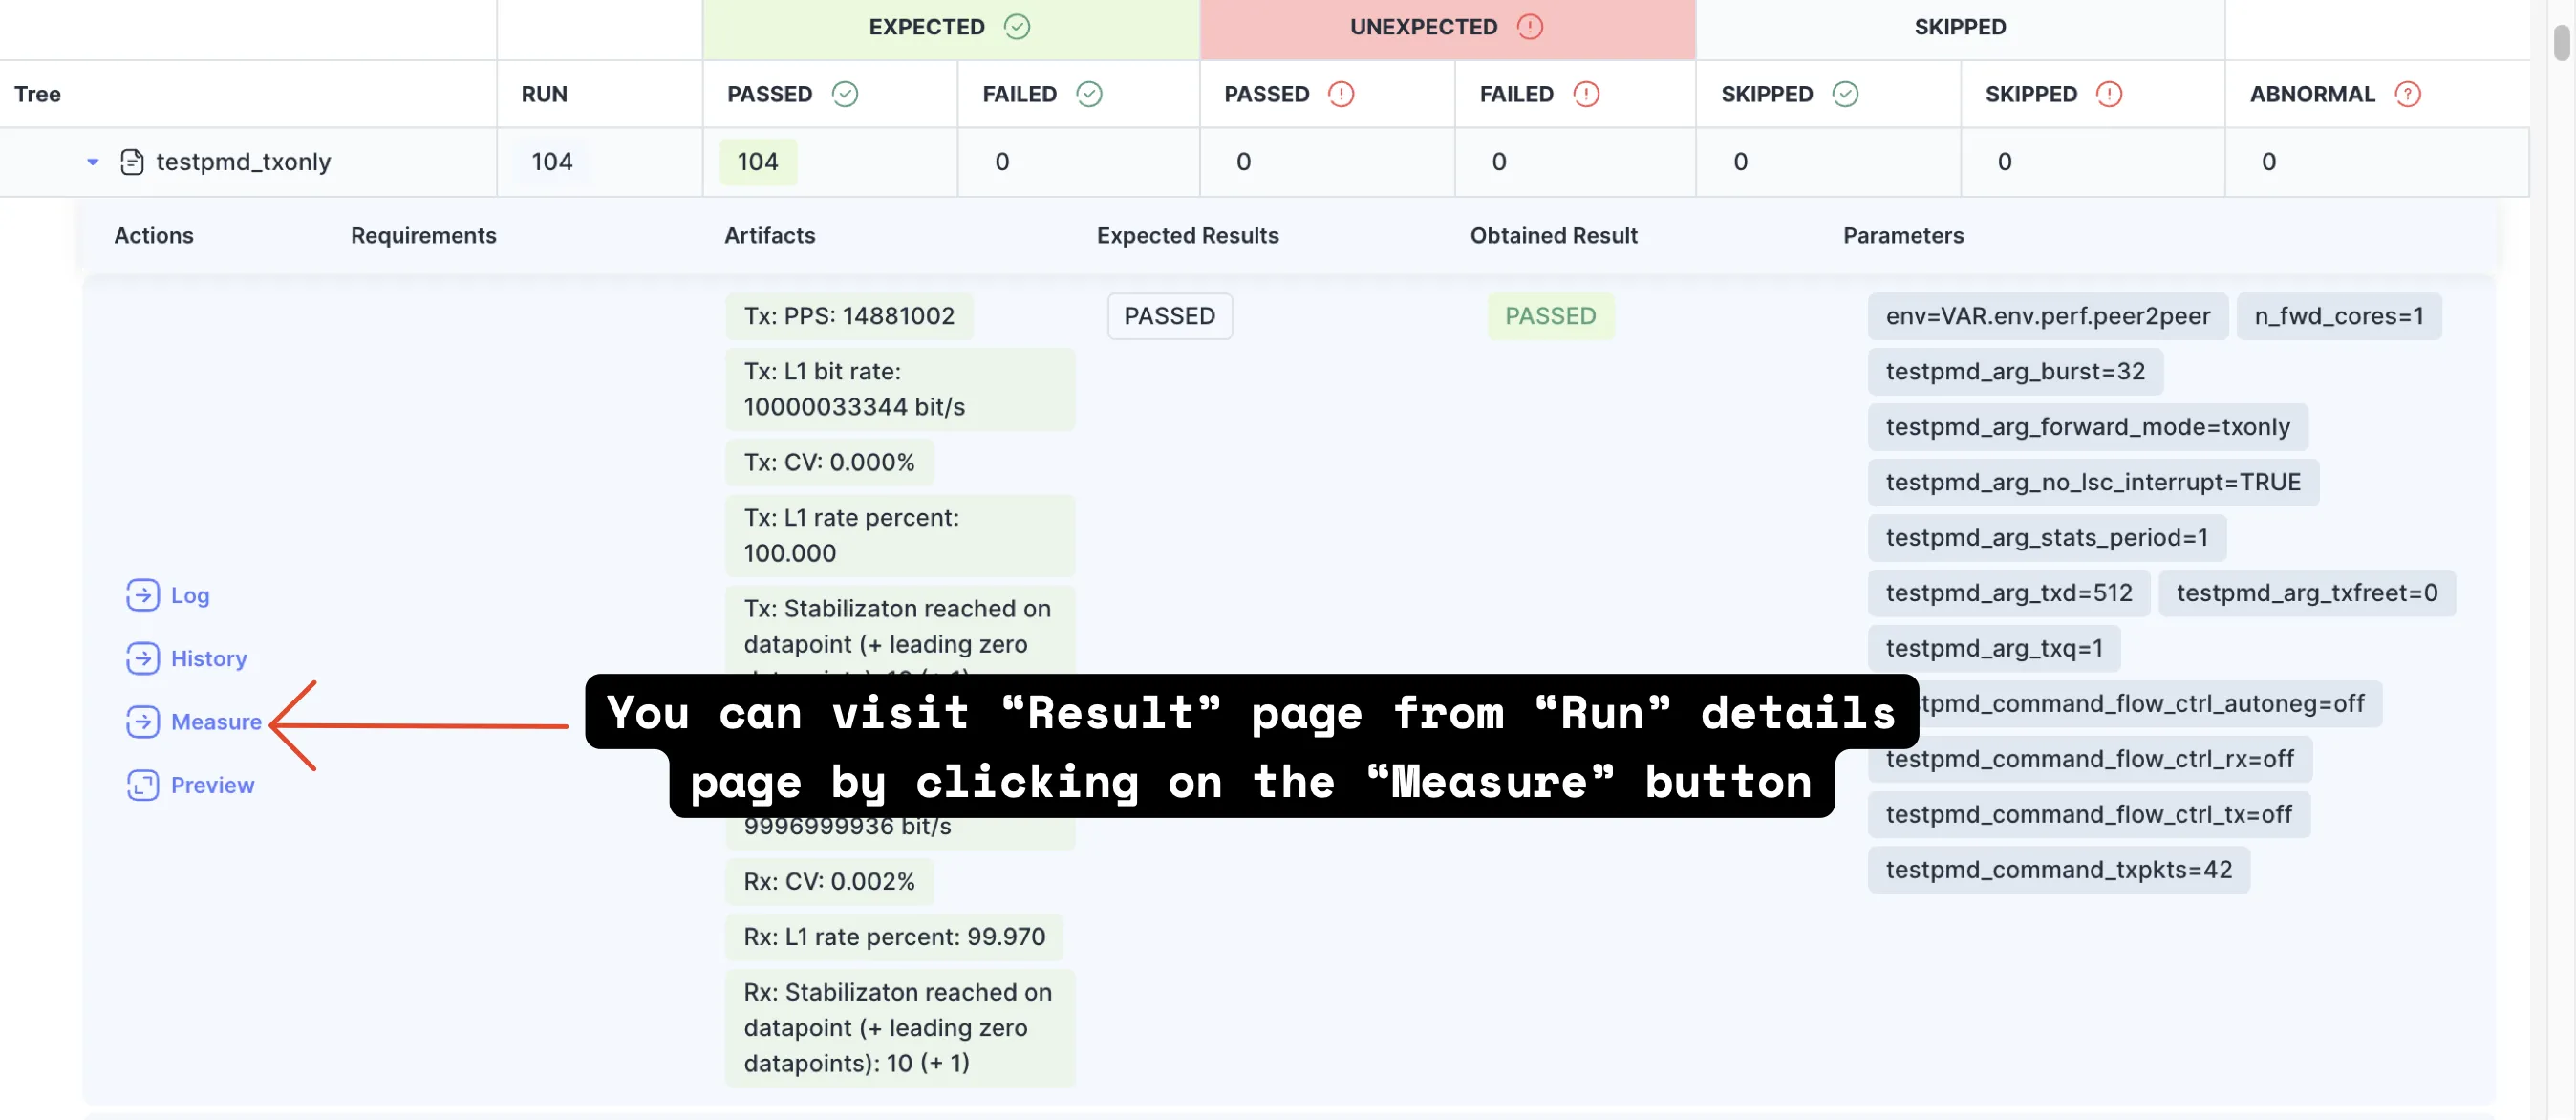 EXPECTED UNEXPECTED SKIPPED
Tree RUN PASSED FAILED PASSED FAILED SKIPPED SKIPPED ABNORMAL
testpmd_txonly 104 104 0 0 0 0 0 0
Actions Requirements Artifacts Expected Results Obtained Result Parameters
Log
History
Measure
Preview
Tx: PPS: 14881002
Tx: L1 bit rate:
10000033344 bit/s
Tx: CV: 0.000%
Tx: L1 rate percent:
100.000
Tx: Stabilizaton reached on
datapoint (+ leading zero
9996999936 bit/s
Rx: CV: 0.002%
Rx: L1 rate percent: 99.970
Rx: Stabilizaton reached on
datapoint (+ leading zero
datapoints): 10 (+ 1)
PASSED
PASSED
env=VAR.env.perf.peer2peer n_fwd_cores=1
testpmd_arg_burst=32
testpmd_arg_forward_mode=txonly
testpmd_arg_no_lsc_interrupt=TRUE
testpmd_arg_stats_period=1
testpmd_arg_txd=512 testpmd_arg_txfreet=0
testpmd_arg_txq=1
tpmd_command_flow_ctrl_autoneg=off
testpmd_command_flow_ctrl_rx=off
testpmd_command_flow_ctrl_tx=off
testpmd_command_txpkts=42
You can visit “Result” page from “Run” details
page by clicking on the “Measure” button